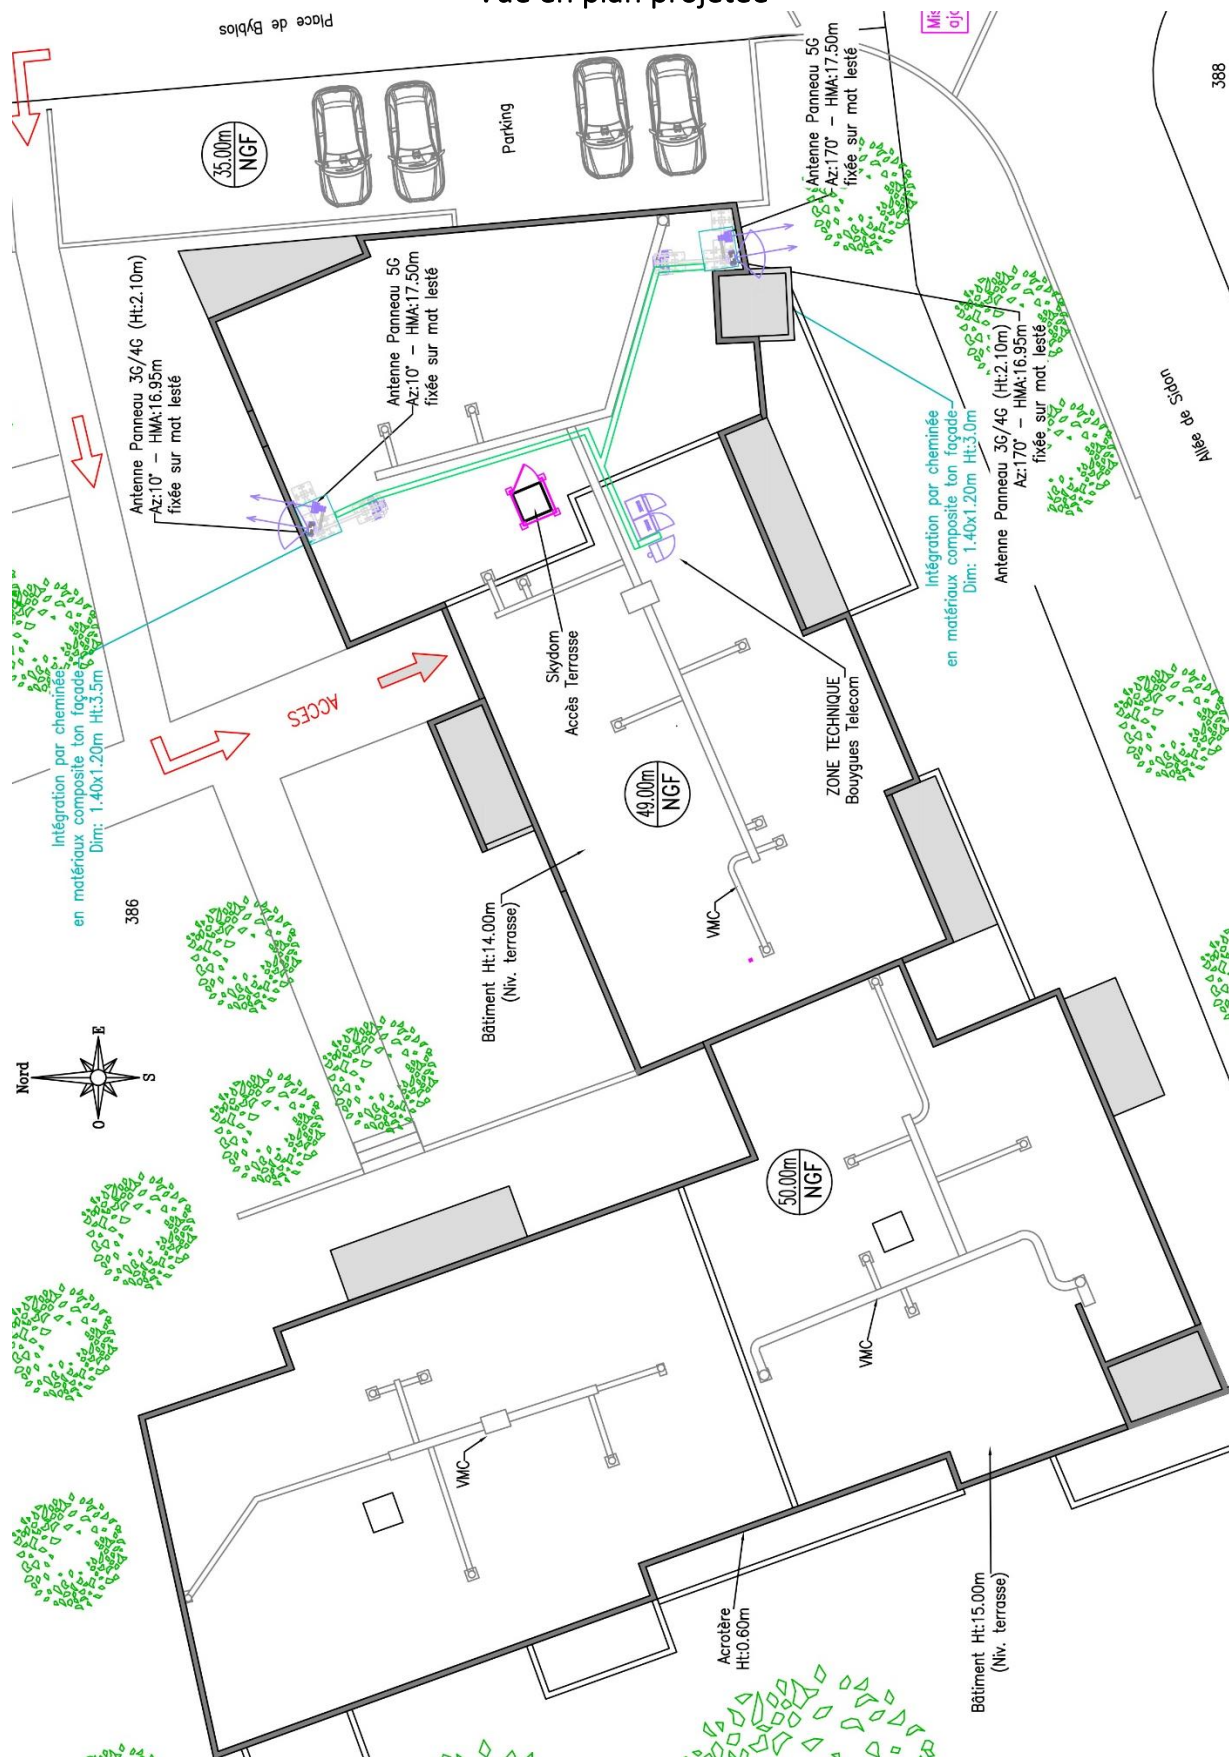 Vue en plan projetée
Place de Byblos
35.00m
NGF
Parking
Mis
ajo
388
Antenne Panneau 5G
Az:170° – HMA:17.50m
fixée sur mat lesté
Antenne Panneau 3G/4G (Ht:2.10m)
Az:10° – HMA:16.95m
fixée sur mat lesté
Antenne Panneau 5G
Az:10° – HMA:17.50m
fixée sur mat lesté
Allée de Sidon
Intégration par cheminée
en matériaux composite ton façade
Dim: 1.40x1.20m Ht:3.0m
Antenne Panneau 3G/4G (Ht:2.10m)
Az:170° – HMA:16.95m
fixée sur mat lesté
Intégration par cheminée
en matériaux composite ton façade
Dim: 1.40x1.20m Ht:3.5m
ACCES
Skydom
Accès Terrasse
ZONE TECHNIQUE
Bouygues Telecom
49.00m
NGF
386
Bâtiment Ht:14.00m
(Niv. terrasse)
VMC
Nord
E
S
O
50.00m
NGF
VMC
VMC
Acrotère
Ht:0.60m
Bâtiment Ht:15.00m
(Niv. terrasse)